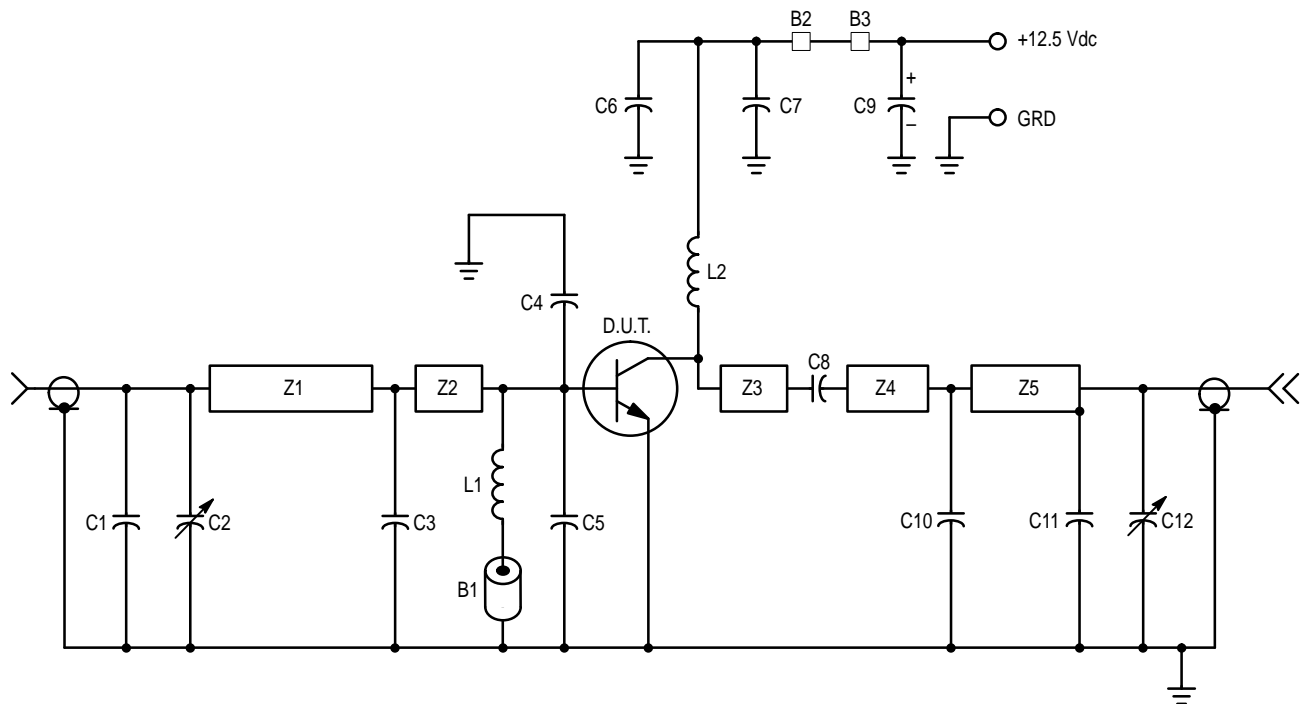 B2 B3
+12.5 Vdc
+
C6 C7 C9
–
GRD
L2
C4
D.U.T.
C8
Z1 Z2 Z3 Z4 Z5
L1
C1 C2 C3 C5 C10 C11 C12
B1